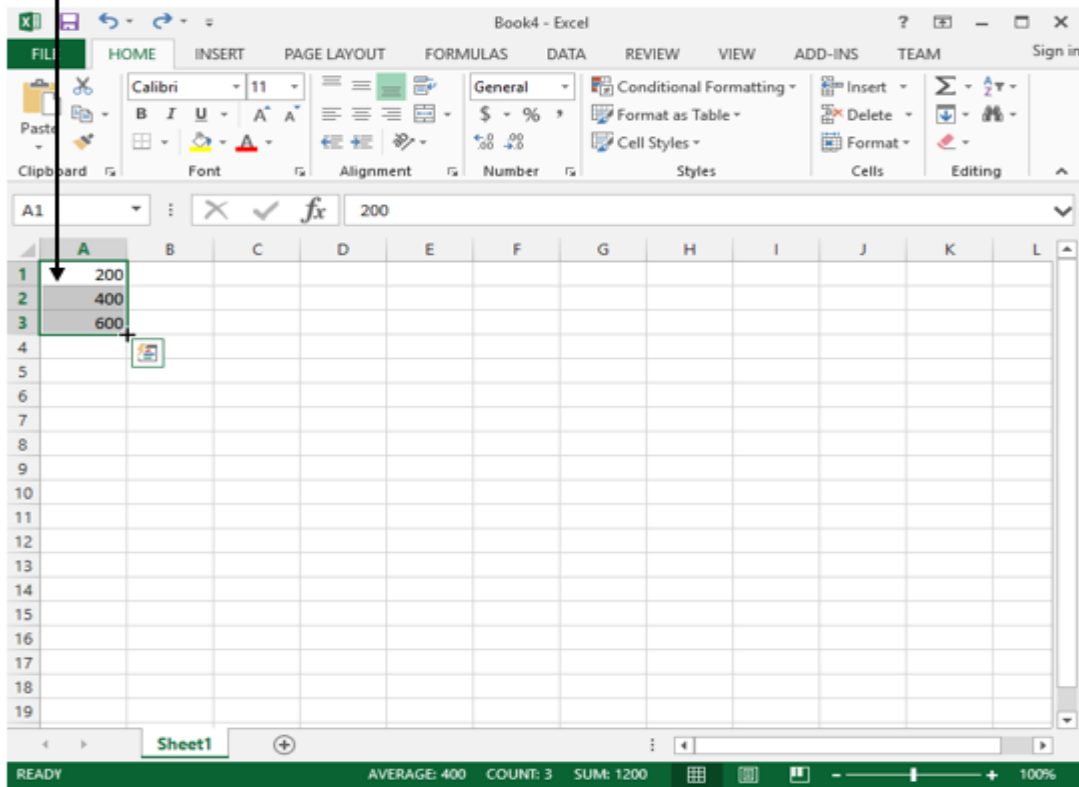 Book4 - Excel ?
FILE HOME INSERT PAGE LAYOUT FORMULAS DATA REVIEW VIEW ADD-INS TEAM Sign in
Calibri 11 General Conditional Formatting Insert Σ
Paste B I U A A $ % , Format as Table Delete
A .00 .00 Cell Styles Format
Clipboard Font Alignment Number Styles Cells Editing
A1 fx 200
A B C D E F G H I J K L
1 200
2 400
3 600
4
5
6
7
8
9
10
11
12
13
14
15
16
17
18
19
Sheet1
READY AVERAGE: 400 COUNT: 3 SUM: 1200 100%